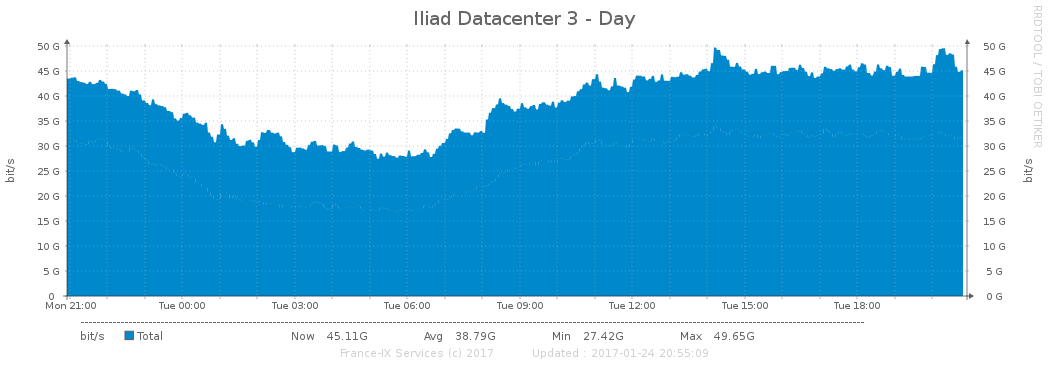 Iliad Datacenter 3 - Day
RRDTOOL / TOBI OETIKER
50 G 50 G
45 G 45 G
40 G 40 G
35 G 35 G
30 G 30 G
25 G 25 G
20 G 20 G
15 G 15 G
10 G 10 G
5 G 5 G
0 0 G
bit/s
bit/s
Mon 21:00 Tue 00:00 Tue 03:00 Tue 06:00 Tue 09:00 Tue 12:00 Tue 15:00 Tue 18:00
bit/s Total Now 45.11G Avg 38.79G Min 27.42G Max 49.65G
France-IX Services (c) 2017 Updated : 2017-01-24 20:55:09